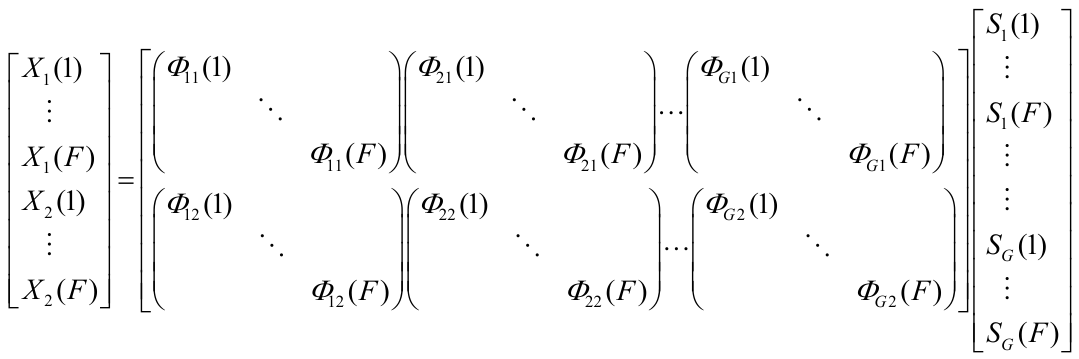 \begin{bmatrix} X_1(1) \\ \vdots \\ X_1(F) \\ X_2(1) \\ \vdots \\ X_2(F) \end{bmatrix} = \begin{bmatrix} \begin{pmatrix} \Phi_{11}(1) & & \\ & \ddots & \\ & & \Phi_{11}(F) \end{pmatrix} \begin{pmatrix} \Phi_{21}(1) & & \\ & \ddots & \\ & & \Phi_{21}(F) \end{pmatrix} \cdots \begin{pmatrix} \Phi_{G1}(1) & & \\ & \ddots & \\ & & \Phi_{G1}(F) \end{pmatrix} \\ \begin{pmatrix} \Phi_{12}(1) & & \\ & \ddots & \\ & & \Phi_{12}(F) \end{pmatrix} \begin{pmatrix} \Phi_{22}(1) & & \\ & \ddots & \\ & & \Phi_{22}(F) \end{pmatrix} \cdots \begin{pmatrix} \Phi_{G2}(1) & & \\ & \ddots & \\ & & \Phi_{G2}(F) \end{pmatrix} \end{bmatrix} \begin{bmatrix} S_1(1) \\ \vdots \\ S_1(F) \\ \vdots \\ \vdots \\ S_G(1) \\ \vdots \\ S_G(F) \end{bmatrix}